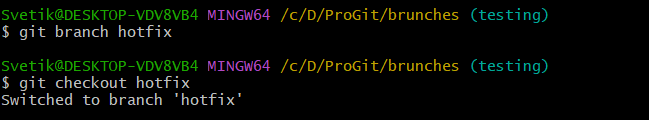 Svetik@DESKTOP-VDV8VB4 MINGW64 /c/D/ProGit/brunches (testing)
$ git branch hotfix
Svetik@DESKTOP-VDV8VB4 MINGW64 /c/D/ProGit/brunches (testing)
$ git checkout hotfix
Switched to branch 'hotfix'